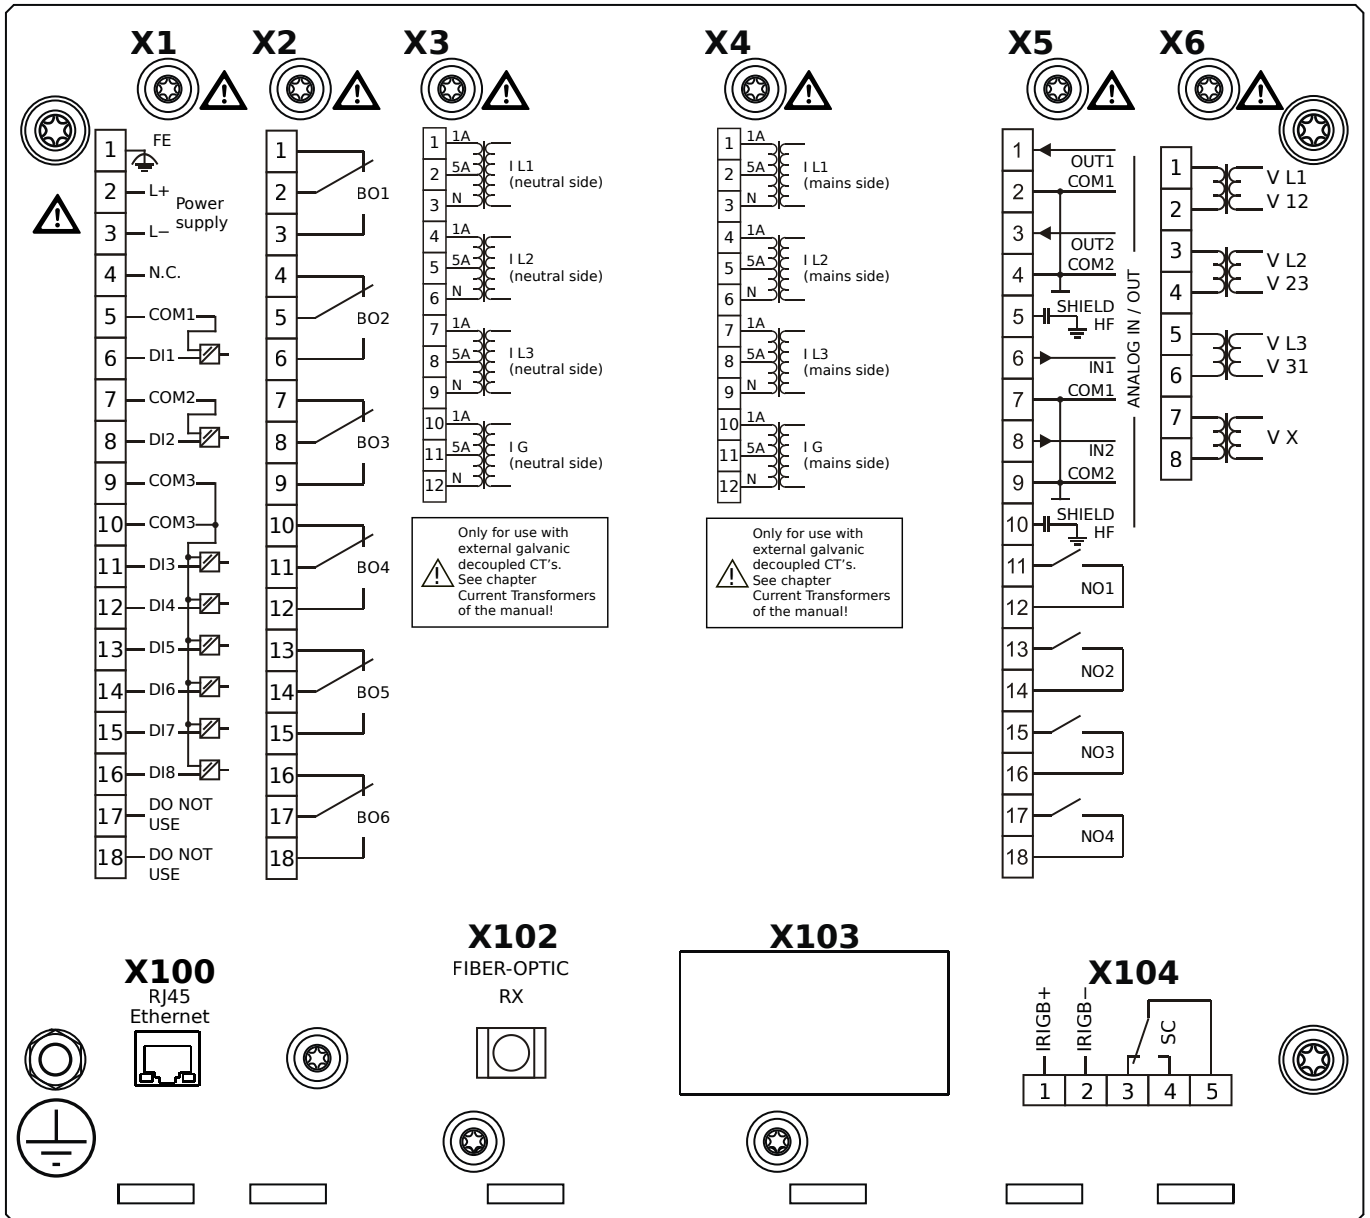 X1
1
FE
2
L+
Power
supply
3
L−
4
N.C.
5
COM1
6
DI1
7
COM2
8
DI2
9
COM3
10
COM3
11
DI3
12
DI4
13
DI5
14
DI6
15
DI7
16
DI8
17
DO NOT
USE
18
DO NOT
USE
X2
1
2
BO1
3
4
5
BO2
6
7
8
BO3
9
10
11
BO4
12
13
14
BO5
15
16
17
BO6
18
X3
1 1A
2 5A
3 N
I L1
(neutral side)
4 1A
5 5A
6 N
I L2
(neutral side)
7 1A
8 5A
9 N
I L3
(neutral side)
10 1A
11 5A
12 N
I G
(neutral side)
Only for use with
external galvanic
decoupled CT's.
See chapter
Current Transformers
of the manual!
X4
1 1A
2 5A
3 N
I L1
(mains side)
4 1A
5 5A
6 N
I L2
(mains side)
7 1A
8 5A
9 N
I L3
(mains side)
10 1A
11 5A
12 N
I G
(mains side)
Only for use with
external galvanic
decoupled CT's.
See chapter
Current Transformers
of the manual!
X5
1
OUT1
2
COM1
3
OUT2
4
COM2
5
SHIELD
HF
6
IN1
7
COM1
8
IN2
9
COM2
10
SHIELD
HF
ANALOG IN / OUT
11
NO1
12
13
NO2
14
15
NO3
16
17
NO4
18
X6
1
V L1
2
V 12
3
V L2
4
V 23
5
V L3
6
V 31
7
V X
8
X100
RJ45
Ethernet
X102
FIBER-OPTIC
RX
X103
X104
IRIGB+
IRIGB−
SC
1 2 3 4 5